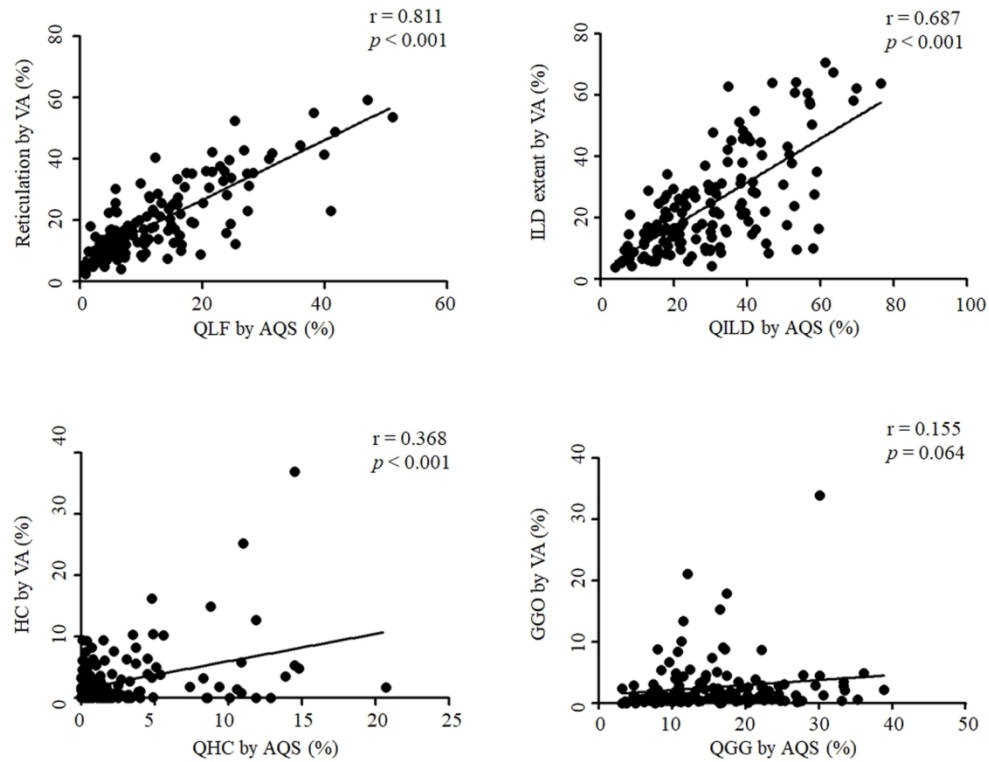 r = 0.811
p < 0.001
80
60
40
20
0
Reticulation by VA (%)
0 20 40 60
QLF by AQS (%)
r = 0.687
p < 0.001
80
60
40
20
0
ILD extent by VA (%)
0 20 40 60 80 100
QILD by AQS (%)
r = 0.368
p < 0.001
40
30
20
10
0
HC by VA (%)
0 5 10 15 20 25
QHC by AQS (%)
r = 0.155
p = 0.064
40
30
20
10
0
GGO by VA (%)
0 10 20 30 40 50
QGG by AQS (%)